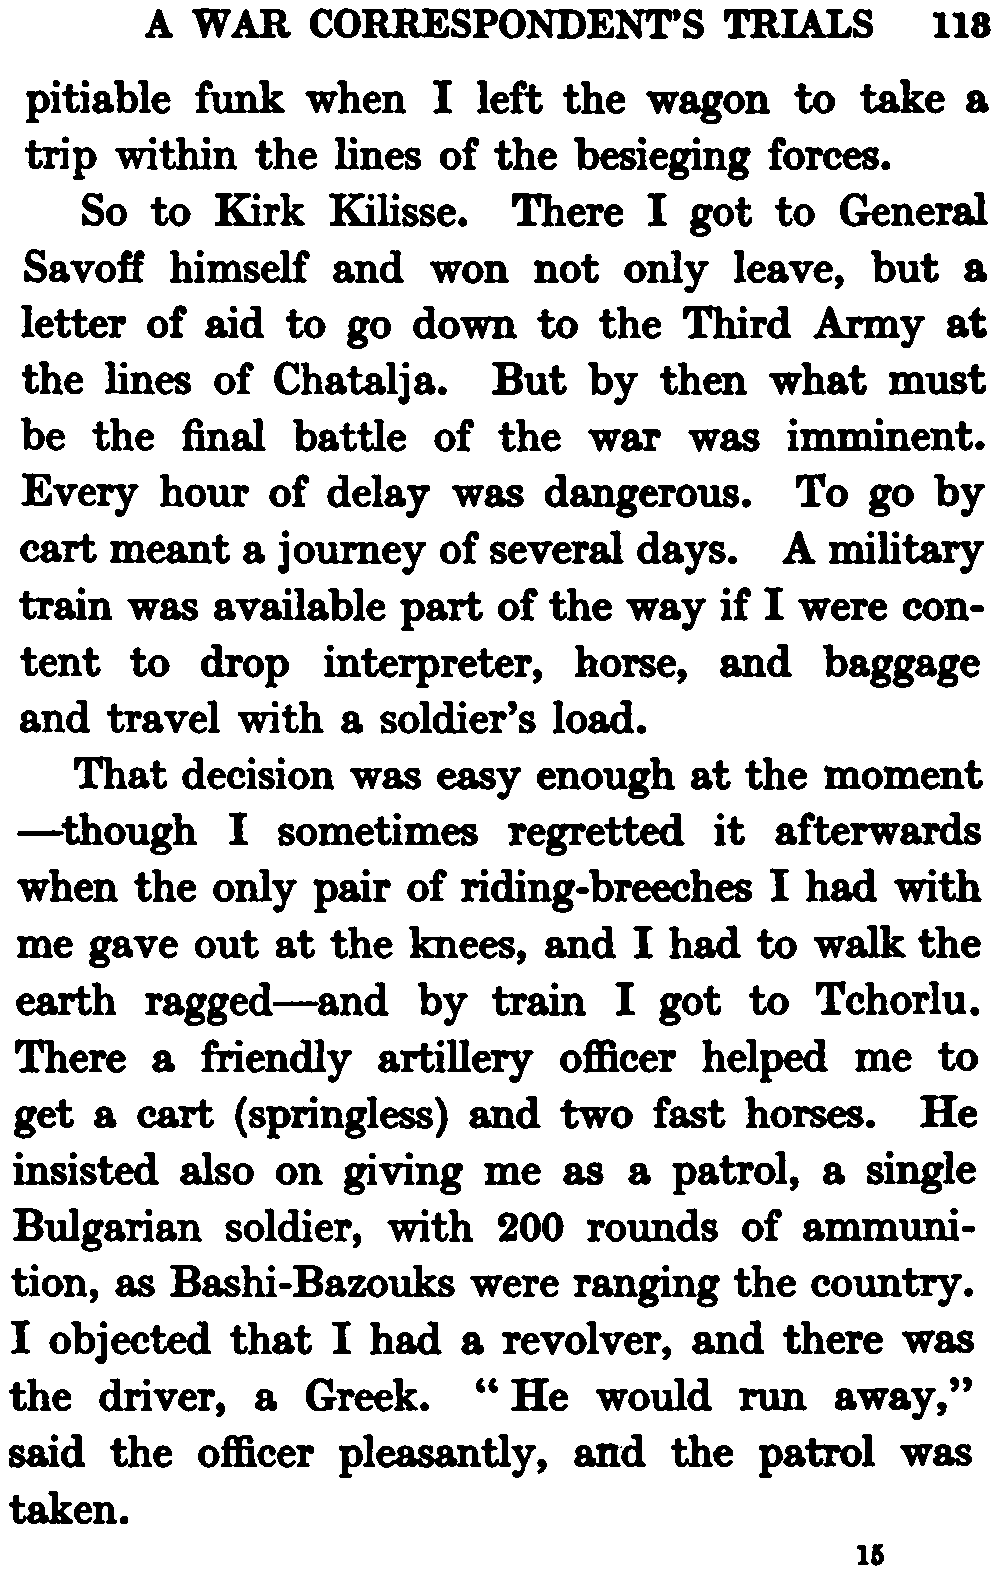 A WAR CORRESPONDENT'S TRIALS 113
pitiable funk when I left the wagon to take a
trip within the lines of the besieging forces.
So to Kirk Kilisse. There I got to General
Savoff himself and won not only leave, but a
letter of aid to go down to the Third Army at
the lines of Chatalja. But by then what must
be the final battle of the war was imminent.
Every hour of delay was dangerous. To go by
cart meant a journey of several days. A military
train was available part of the way if I were con-
tent to drop interpreter, horse, and baggage
and travel with a soldier's load.
That decision was easy enough at the moment
—though I sometimes regretted it afterwards
when the only pair of riding-breeches I had with
me gave out at the knees, and I had to walk the
earth ragged—and by train I got to Tchorlu.
There a friendly artillery officer helped me to
get a cart (springless) and two fast horses. He
insisted also on giving me as a patrol, a single
Bulgarian soldier, with 200 rounds of ammuni-
tion, as Bashi-Bazouks were ranging the country.
I objected that I had a revolver, and there was
the driver, a Greek. “He would run away,”
said the officer pleasantly, and the patrol was
taken.
15